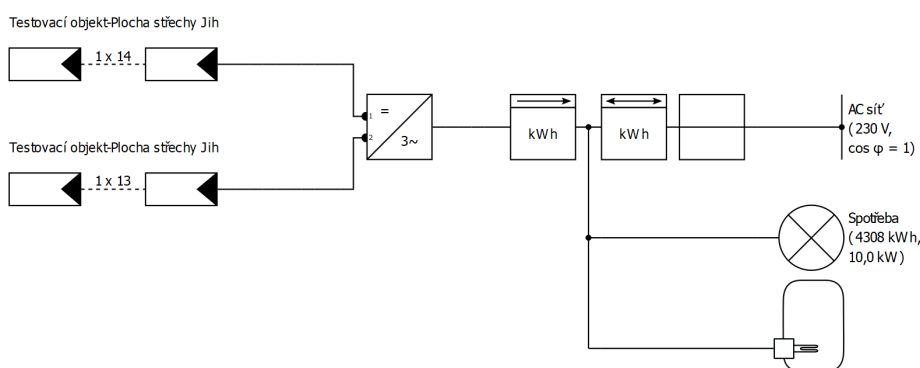 Testovací objekt-Plocha střechy Jih
1 x 14
1
=
3~
2
kWh
kWh
AC síť
(230 V,
cos φ = 1)
Testovací objekt-Plocha střechy Jih
1 x 13
Spotřeba
(4308 kWh,
10,0 kW)